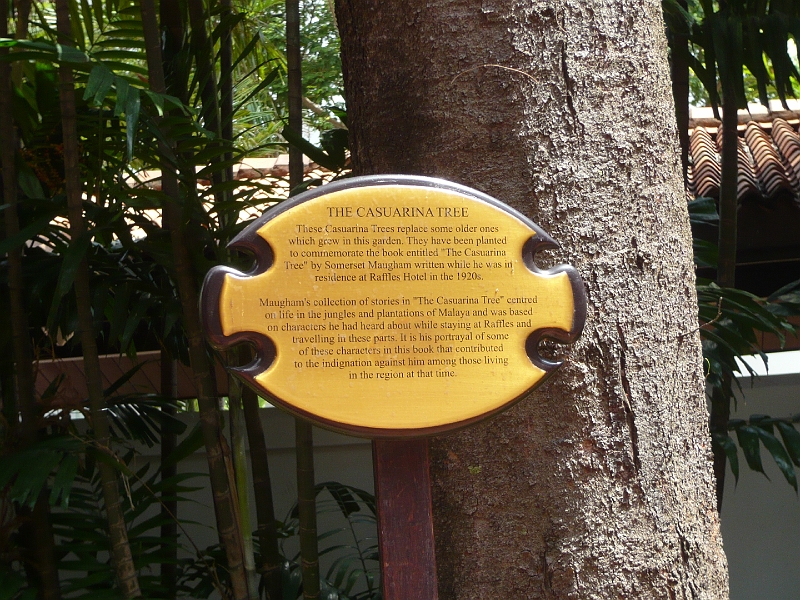 THE CASUARINA TREE
These Casuarina Trees replace some older ones
which grew in this garden. They have been planted
to commemorate the book entitled "The Casuarina
Tree" by Somerset Maugham written while he was in
residence at Raffles Hotel in the 1920s.
Maugham's collection of stories in "The Casuarina Tree" centred
on life in the jungles and plantations of Malaya and was based
on characters he had heard about while staying at Raffles and
travelling in these parts. It is his portrayal of some
of these characters in this book that contributed
to the indignation against him among those living
in the region at that time.